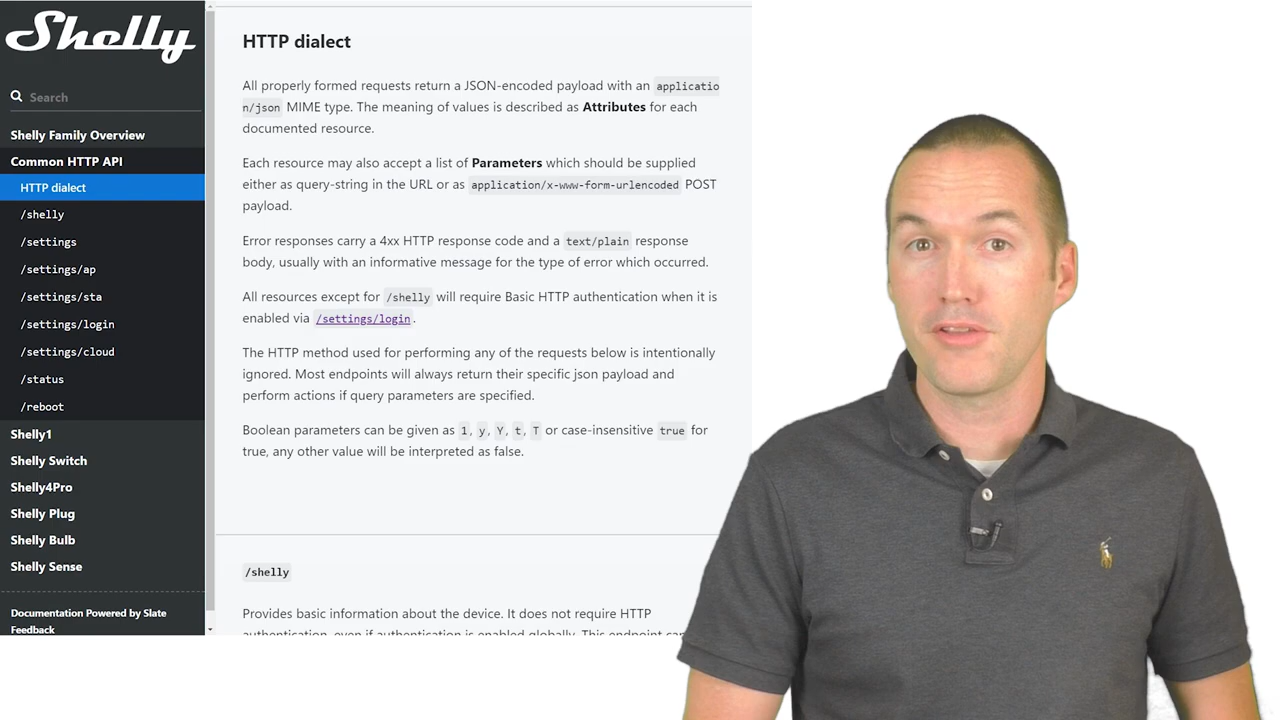 Shelly
Search
Shelly Family Overview
Common HTTP API
HTTP dialect
/shelly
/settings
/settings/ap
/settings/sta
/settings/login
/settings/cloud
/status
/reboot
Shelly1
Shelly Switch
Shelly4Pro
Shelly Plug
Shelly Bulb
Shelly Sense
Documentation Powered by Slate
Feedback
HTTP dialect
All properly formed requests return a JSON-encoded payload with an applicatio
n/json MIME type. The meaning of values is described as Attributes for each
documented resource.
Each resource may also accept a list of Parameters which should be supplied
either as query-string in the URL or as application/x-www-form-urlencoded POST
payload.
Error responses carry a 4xx HTTP response code and a text/plain response
body, usually with an informative message for the type of error which occurred.
All resources except for /shelly will require Basic HTTP authentication when it is
enabled via /settings/login.
The HTTP method used for performing any of the requests below is intentionally
ignored. Most endpoints will always return their specific json payload and
perform actions if query parameters are specified.
Boolean parameters can be given as 1, y, Y, t, T or case-insensitive true for
true, any other value will be interpreted as false.
/shelly
Provides basic information about the device. It does not require HTTP
authentication, even if authentication is enabled globally. This endpoint can